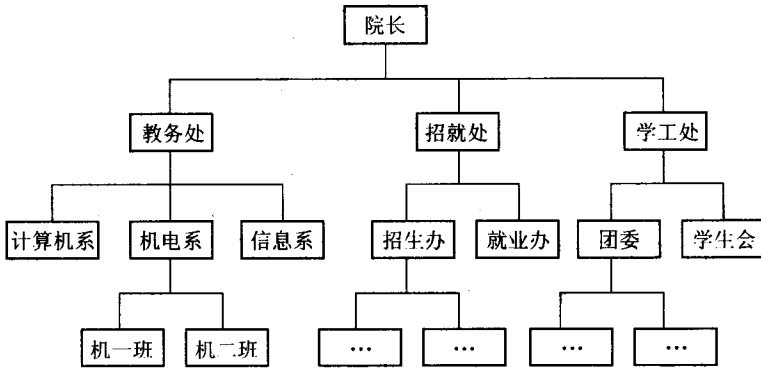 院长
教务处 招就处 学工处
计算机系 机电系 信息系 招生办 就业办 团委 学生会
机一班 机二班 … … … …